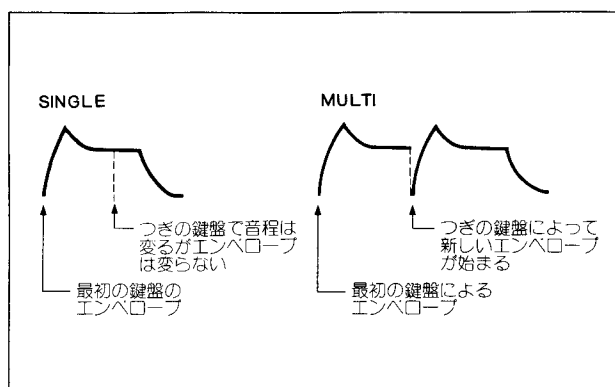 SINGLE
つぎの鍵盤で音程は
変るがエンベロープ
は変らない
最初の鍵盤の
エンベロープ
MULTI
つぎの鍵盤によって
新しいエンベロープ
が始まる
最初の鍵盤による
エンベロープ